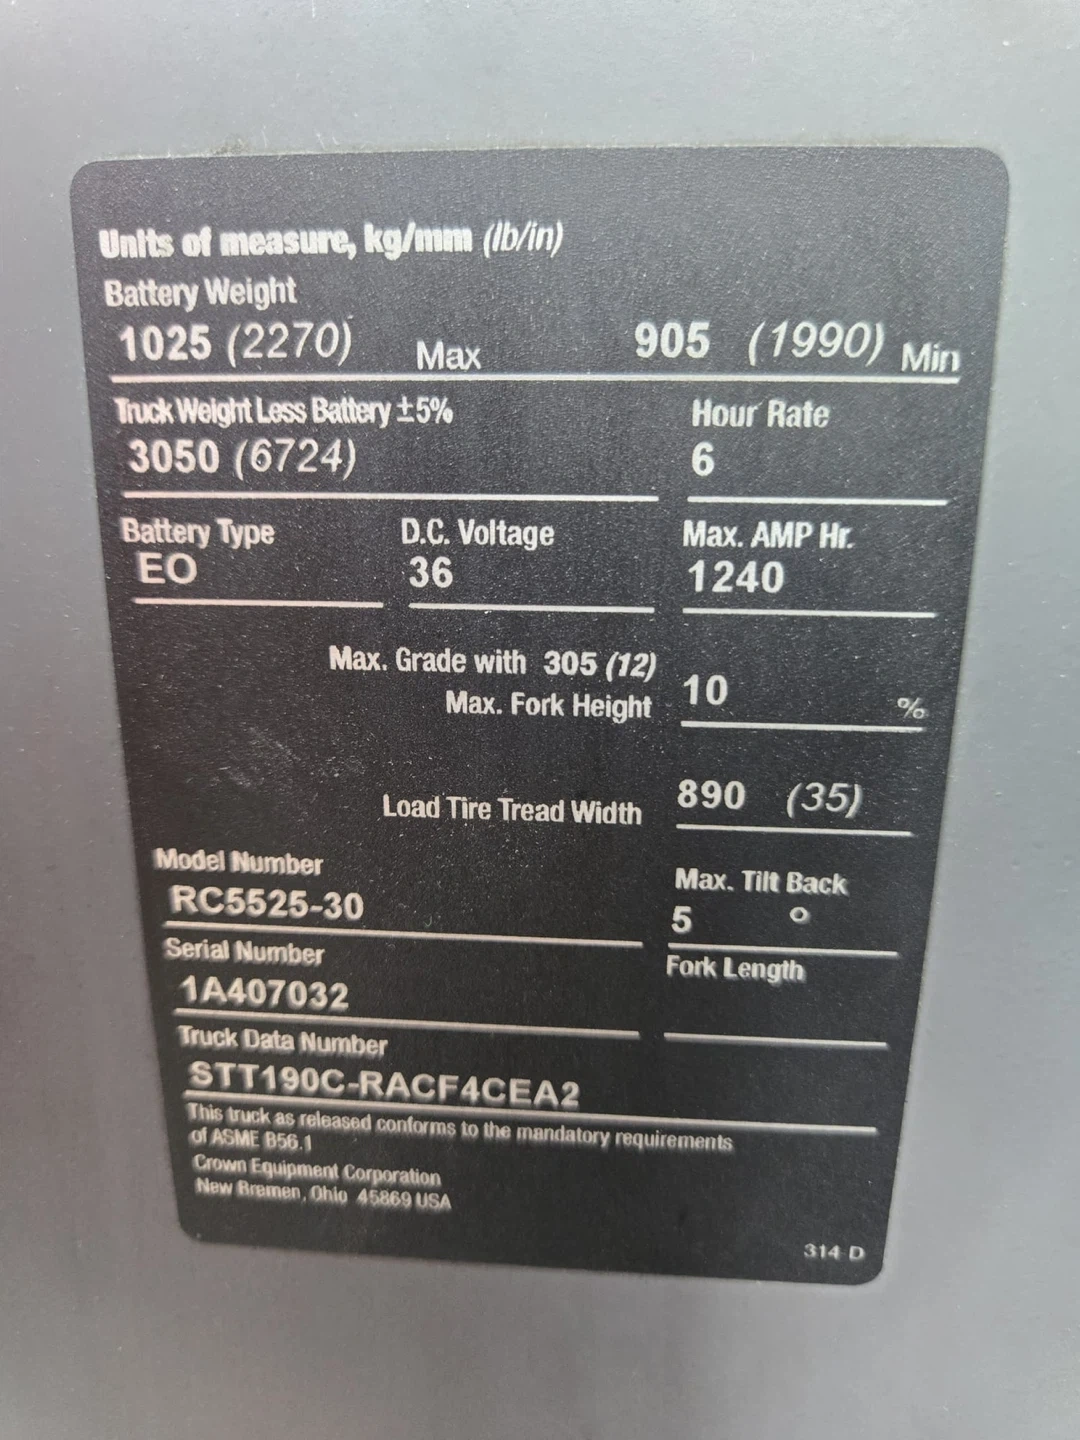 Units of measure, kg/mm (lb/in)
Battery Weight
1025 (2270) Max 905 (1990) Min
Truck Weight Less Battery ±5% Hour Rate
3050 (6724) 6
Battery Type D.C. Voltage Max. AMP Hr.
EO 36 1240
Max. Grade with 305 (12)
Max. Fork Height 10 %
Load Tire Tread Width 890 (35)
Model Number Max. Tilt Back
RC5525-30 5 °
Serial Number Fork Length
1A407032
Truck Data Number
STT190C-RACF4CEA2
This truck as released conforms to the mandatory requirements
of ASME B56.1
Crown Equipment Corporation
New Bremen, Ohio 45869 USA
314 D